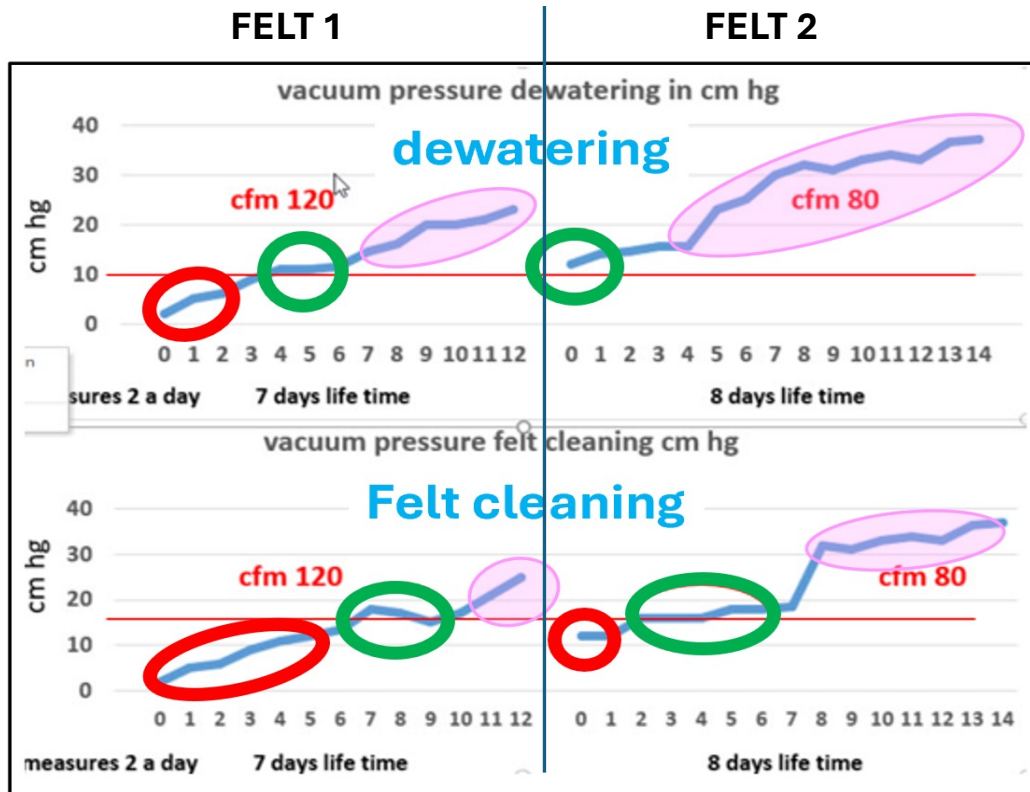 FELT 1 FELT 2
vacuum pressure dewatering in cm hg
dewatering
40
30
20
10
0
cm hg
cfm 120
cfm 80
0 1 2 3 4 5 6 7 8 9 10 11 12 0 1 2 3 4 5 6 7 8 9 10 11 12 13 14
n
sures 2 a day 7 days life time 8 days life time
vacuum pressure felt cleaning cm hg
Felt cleaning
40
30
20
10
0
cm hg
cfm 120
cfm 80
0 1 2 3 4 5 6 7 8 9 10 11 12 0 1 2 3 4 5 6 7 8 9 10 11 12 13 14
measures 2 a day 7 days life time 8 days life time